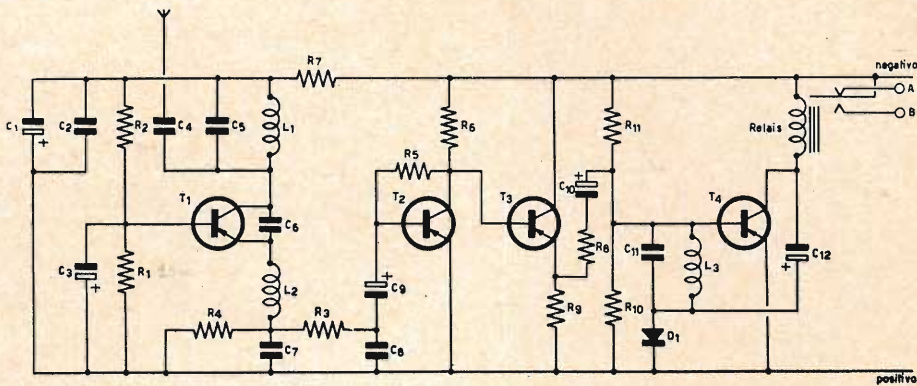 R7
negativo
A
B
C1
+
C2
R2
C4
C5
L1
R6
R11
Relais
R5
C10
+
T1
T2
T3
T4
C6
R8
C11
L3
C12
+
C3
+
R1
L2
C9
+
R4
R3
R9
R10
C7
C8
D1
positivo